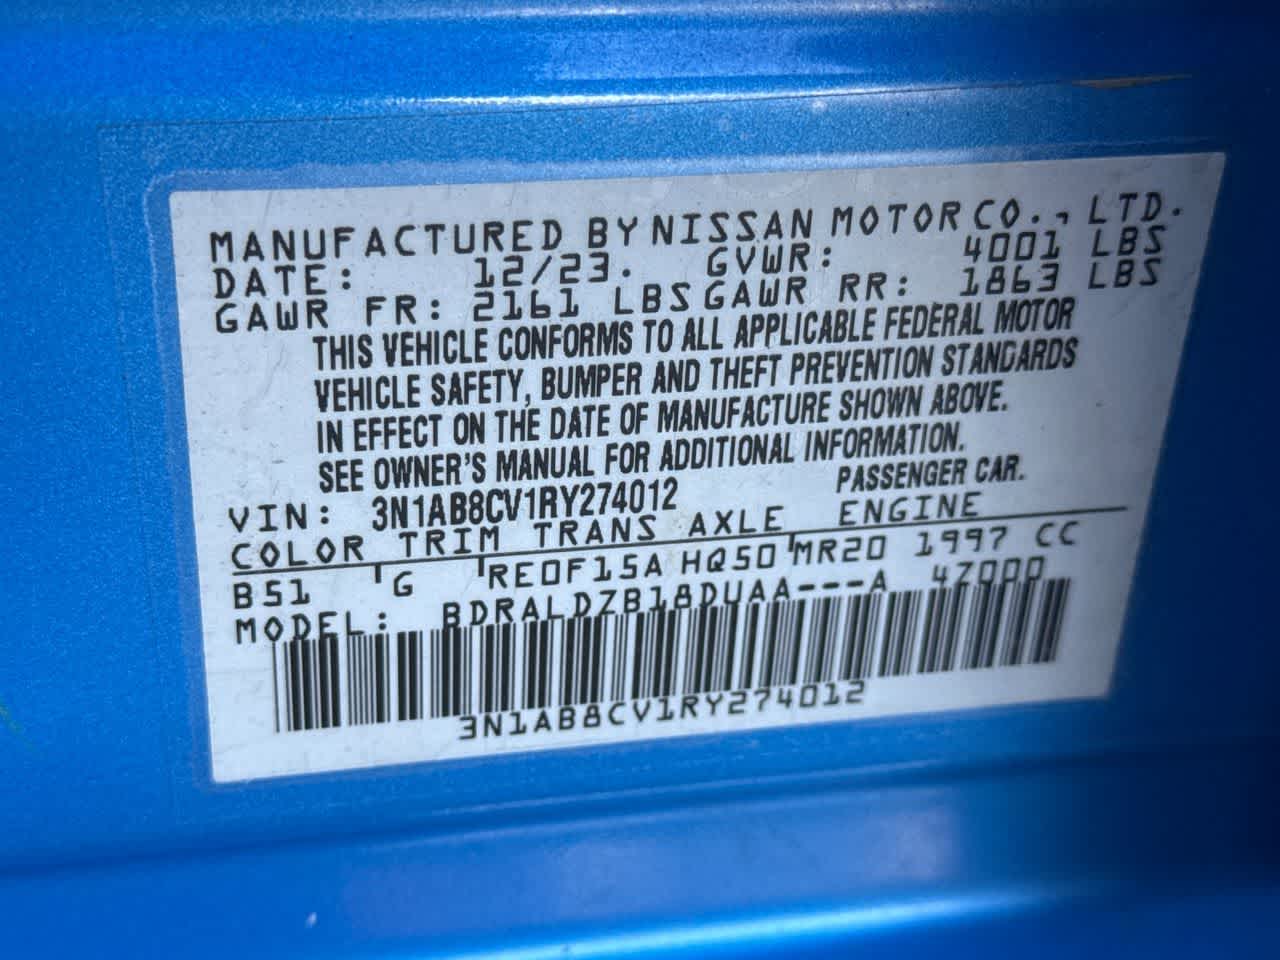 MANUFACTURED BY NISSAN MOTOR CO., LTD.
DATE: 12/23. GVWR: 4001 LBS
GAWR FR: 2161 LBS GAWR RR: 1863 LBS
THIS VEHICLE CONFORMS TO ALL APPLICABLE FEDERAL MOTOR
VEHICLE SAFETY, BUMPER AND THEFT PREVENTION STANDARDS
IN EFFECT ON THE DATE OF MANUFACTURE SHOWN ABOVE.
SEE OWNER'S MANUAL FOR ADDITIONAL INFORMATION.
VIN: 3N1AB8CV1RY274012 PASSENGER CAR.
COLOR TRIM TRANS AXLE ENGINE
B51 G RE0F15A HQ50 MR20 1997 CC
MODEL: BDRALDZB18DUAA---A 47000
3N1AB8CV1RY274012